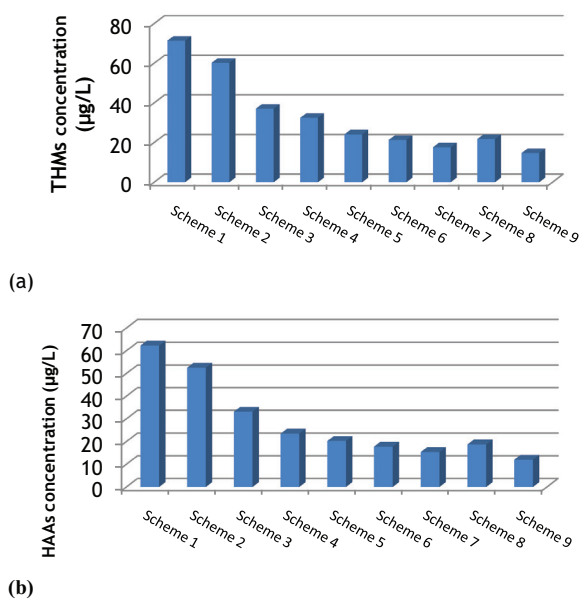 80
60
40
20
0
THMs concentration
(µg/L)
Scheme 1
Scheme 2
Scheme 3
Scheme 4
Scheme 5
Scheme 6
Scheme 7
Scheme 8
Scheme 9
(a)
70
60
50
40
30
20
10
0
HAAs concentration (µg/L)
Scheme 1
Scheme 2
Scheme 3
Scheme 4
Scheme 5
Scheme 6
Scheme 7
Scheme 8
Scheme 9
(b)